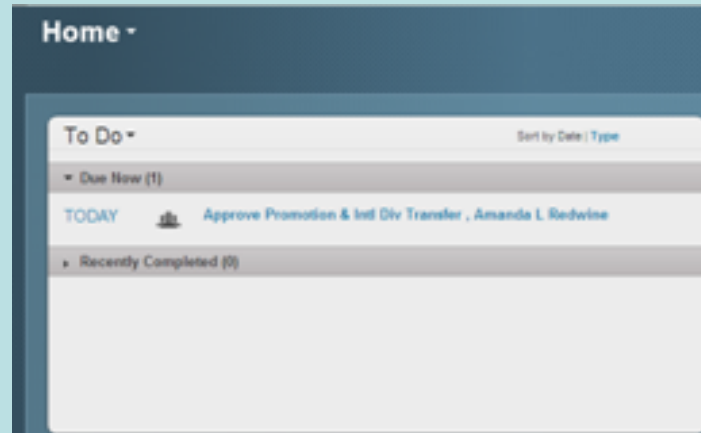 Home
To Do
Sort by Date | Type
Due Now (1)
TODAY Approve Promotion & Intl Div Transfer , Amanda L Redwine
Recently Completed (0)